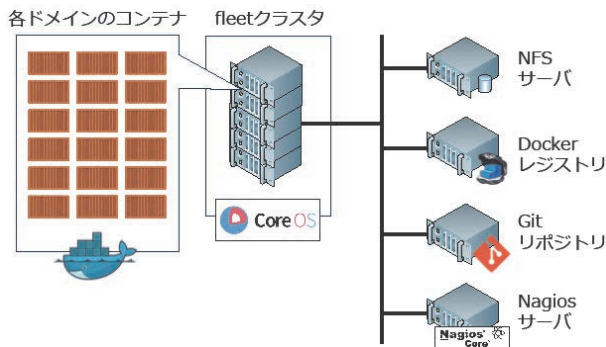 各ドメインのコンテナ
fleetクラスタ
NFS
サーバ
Docker
レジストリ
Core OS
Git
リポジトリ
Nagios
サーバ
Nagios®
Core™